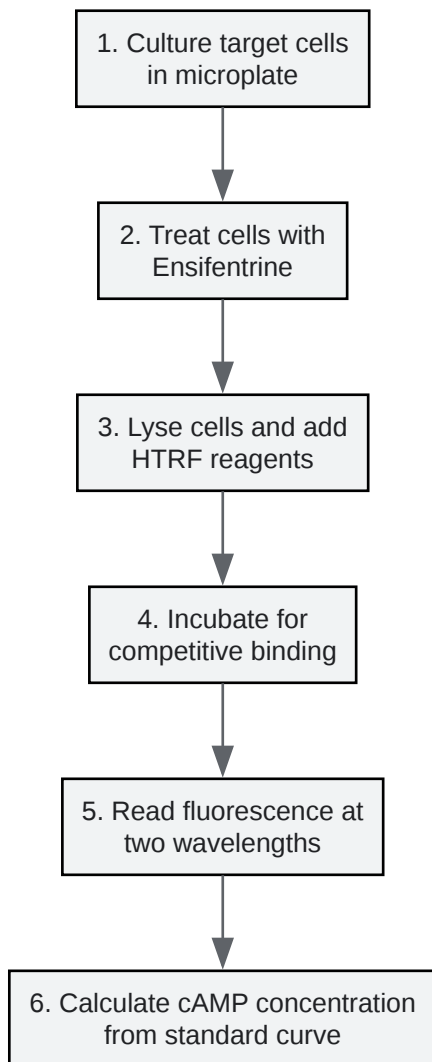 1. Culture target cells
in microplate
2. Treat cells with
Ensifentrine
3. Lyse cells and add
HTRF reagents
4. Incubate for
competitive binding
5. Read fluorescence at
two wavelengths
6. Calculate cAMP concentration
from standard curve